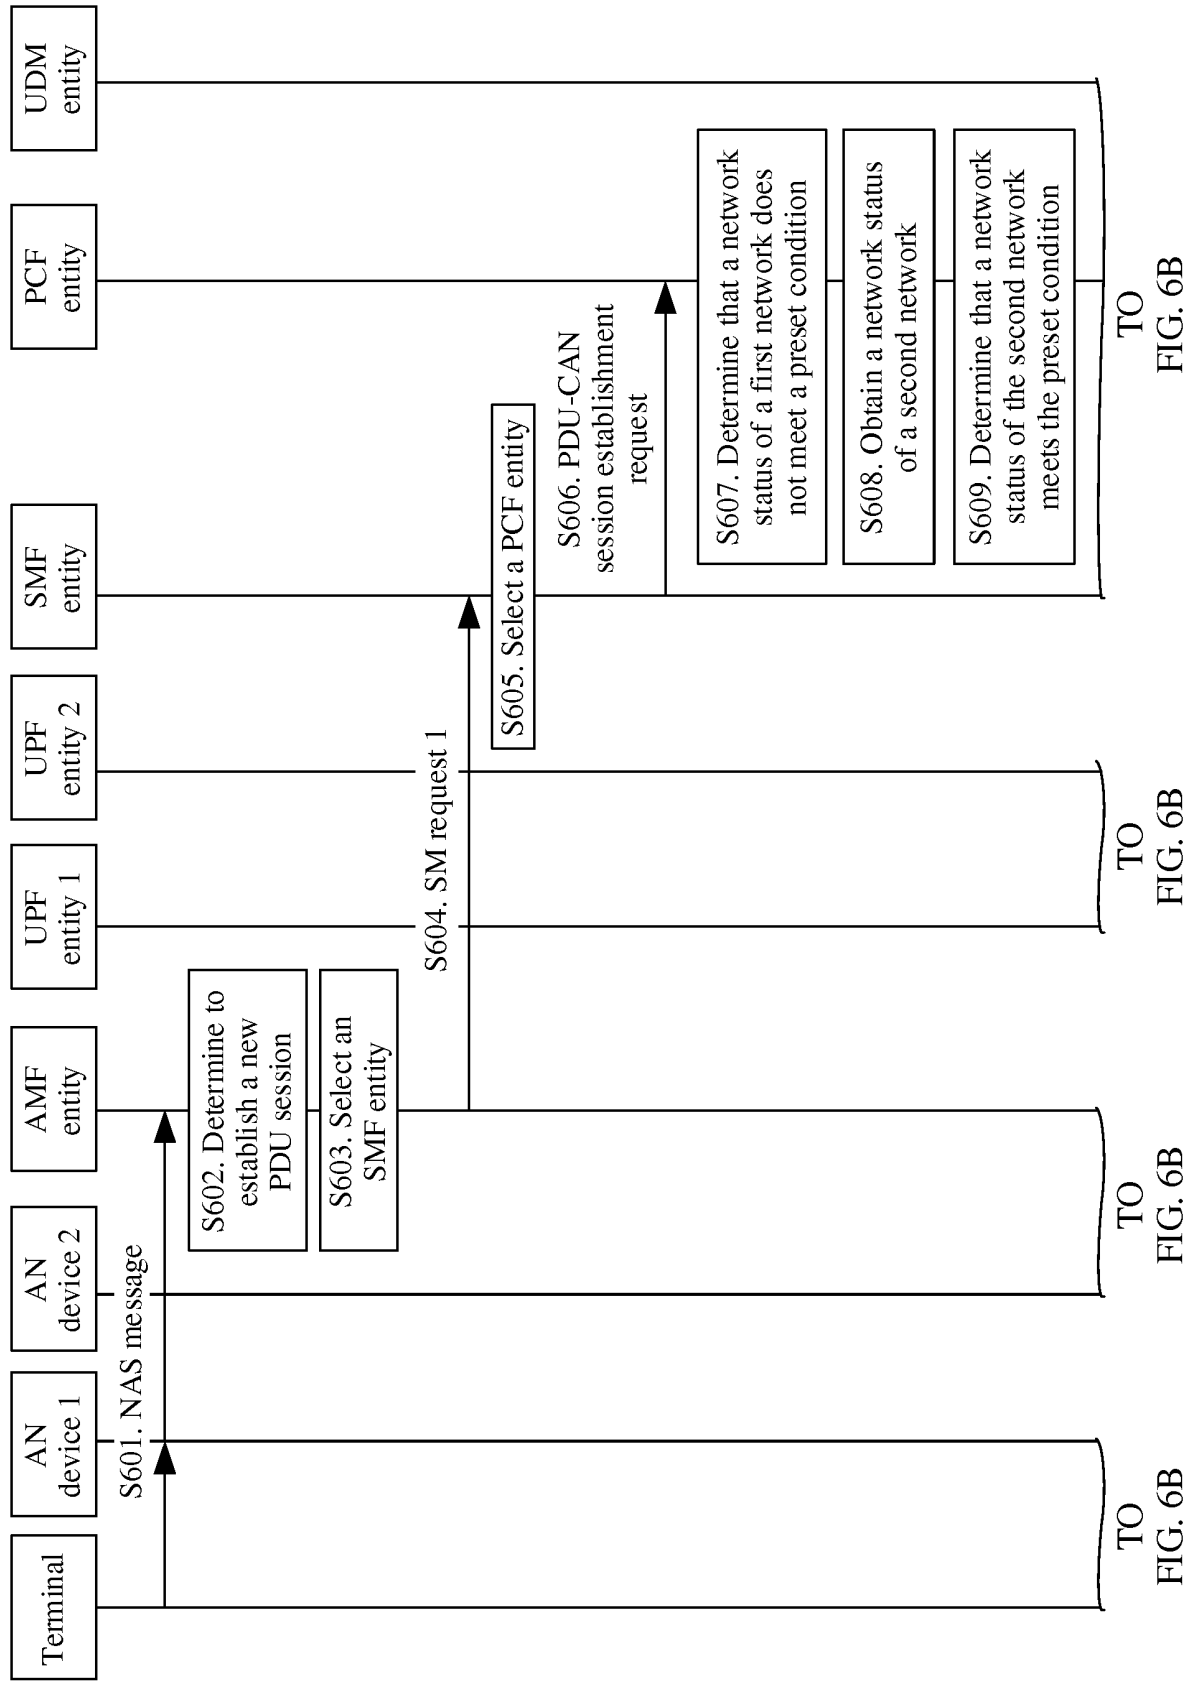 Terminal
AN
device 1
AN
device 2
AMF
entity
UPF
entity 1
UPF
entity 2
SMF
entity
PCF
entity
UDM
entity
S601. NAS message
S602. Determine to
establish a new
PDU session
S603. Select an
SMF entity
S604. SM request 1
S605. Select a PCF entity
S606. PDU-CAN
session establishment
request
S607. Determine that a network
status of a first network does
not meet a preset condition
S608. Obtain a network status
of a second network
S609. Determine that a network
status of the second network
meets the preset condition
TO
FIG. 6B
TO
FIG. 6B
TO
FIG. 6B
TO
FIG. 6B